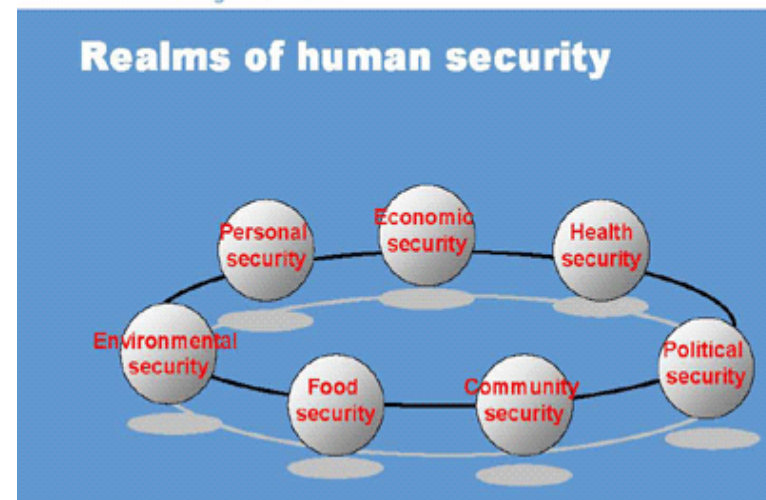 Realms of human security
Economic
security
Personal
security
Health
security
Environmental
security
Political
security
Food
security
Community
security